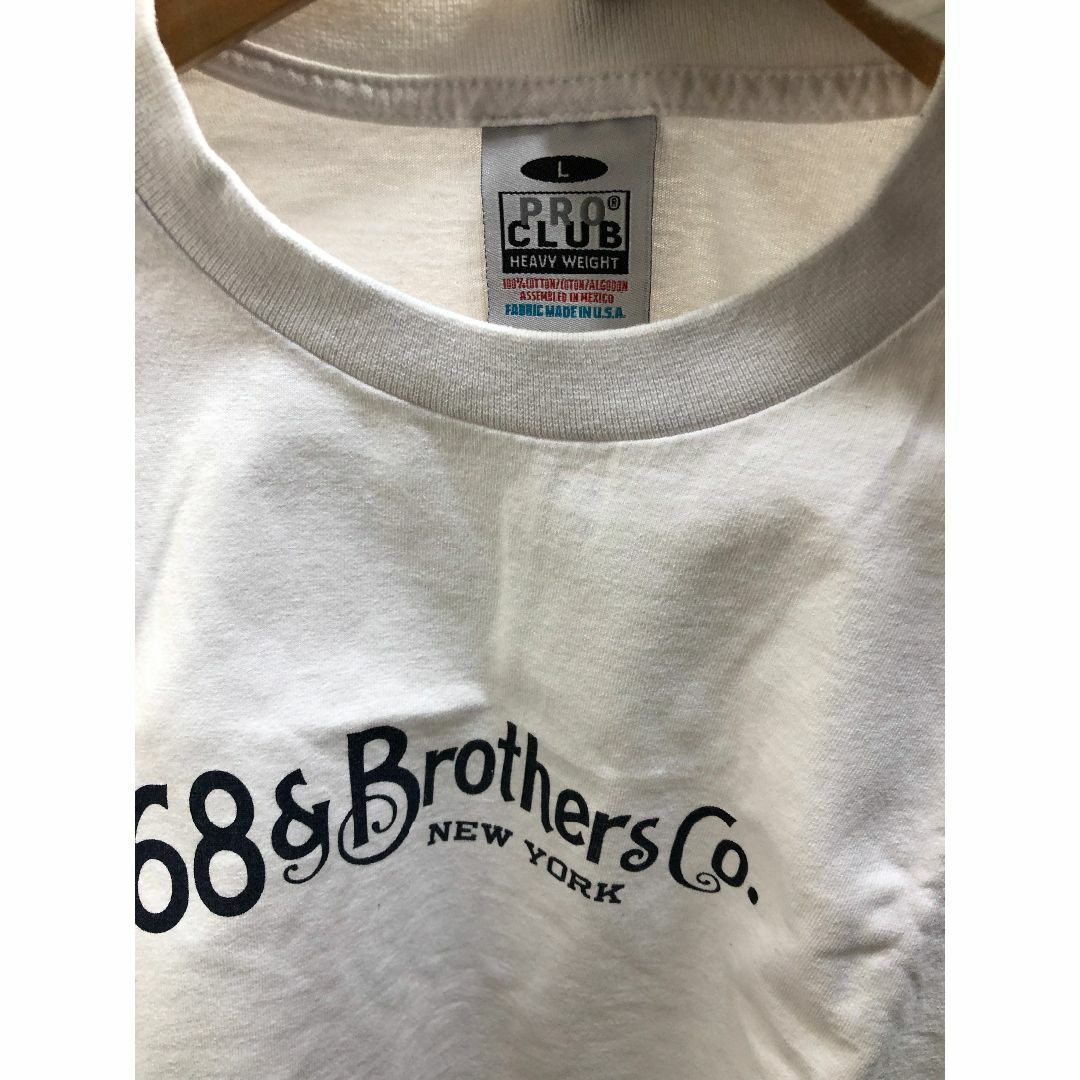 L
PRO®
CLUB
HEAVY WEIGHT
100%COTTON/COTON/ALGODON
ASSEMBLED IN MEXICO
FABRIC MADE IN U.S.A.
68&Brothers Co.
NEW YORK